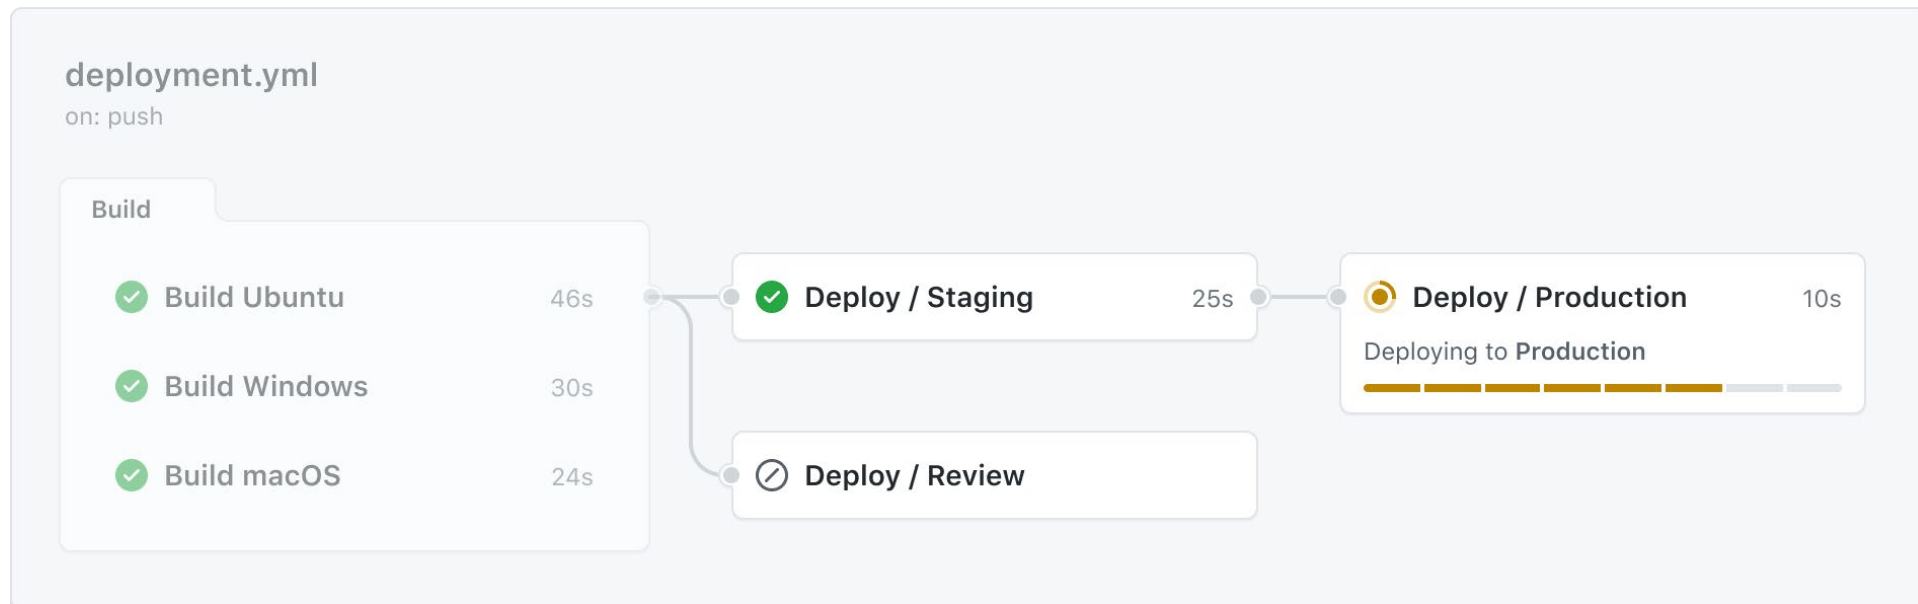 deployment.yml
on: push
Build
Build Ubuntu 46s
Build Windows 30s
Build macOS 24s
Deploy / Staging 25s
Deploy / Review
Deploy / Production 10s
Deploying to Production